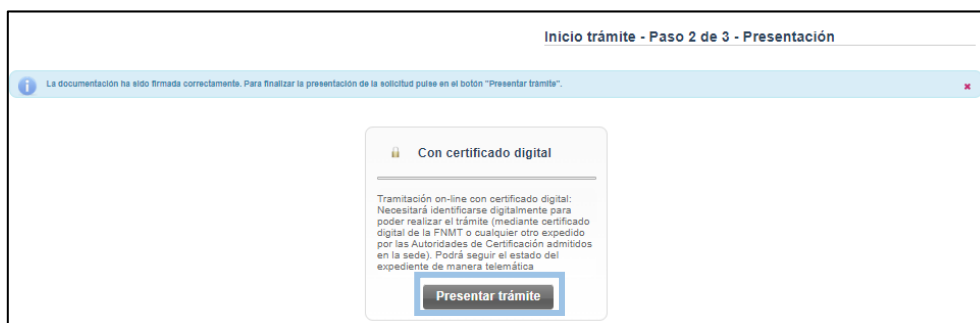 Inicio trámite - Paso 2 de 3 - Presentación
La documentación ha sido firmada correctamente. Para finalizar la presentación de la solicitud pulse en el botón "Presentar trámite".
Con certificado digital
Tramitación on-line con certificado digital:
Necesitará identificarse digitalmente para
poder realizar el trámite (mediante certificado
digital de la FNMT o cualquier otro expedido
por las Autoridades de Certificación admitidos
en la sede). Podrá seguir el estado del
expediente de manera telemática
Presentar trámite